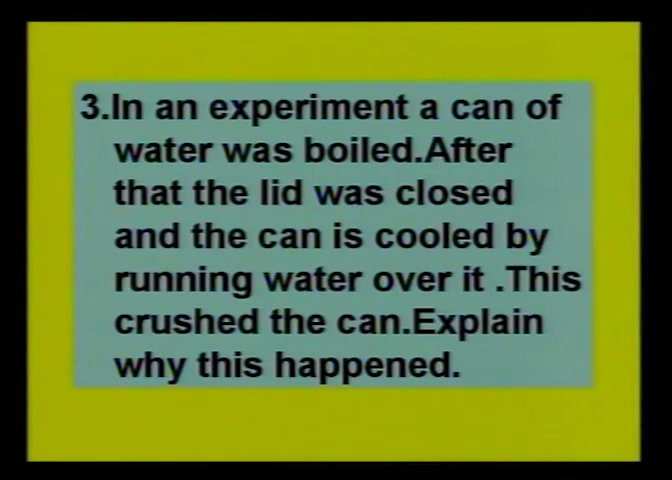 3.In an experiment a can of
water was boiled.After
that the lid was closed
and the can is cooled by
running water over it .This
crushed the can.Explain
why this happened.